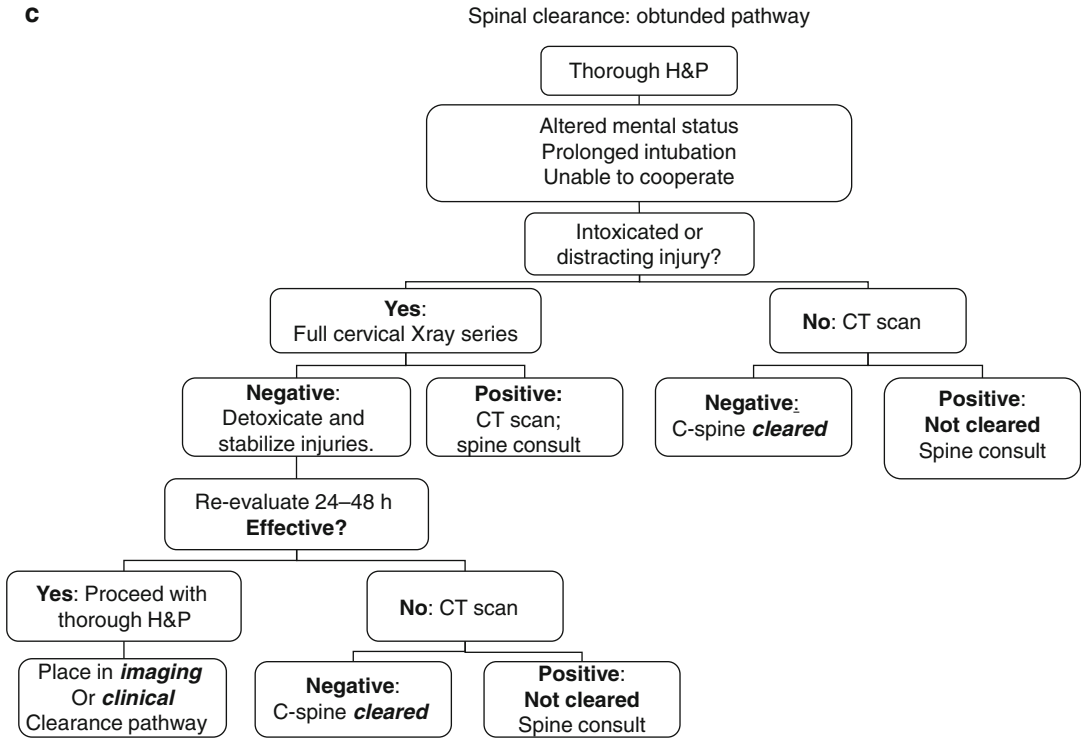 c
Spinal clearance: obtunded pathway
Thorough H&P
Altered mental status
Prolonged intubation
Unable to cooperate
Intoxicated or
distracting injury?
Yes:
Full cervical Xray series
No: CT scan
Negative:
Detoxicate and
stabilize injuries.
Positive:
CT scan;
spine consult
Negative:
C-spine cleared
Positive:
Not cleared
Spine consult
Re-evaluate 24–48 h
Effective?
Yes: Proceed with
thorough H&P
No: CT scan
Place in imaging
Or clinical
Clearance pathway
Negative:
C-spine cleared
Positive:
Not cleared
Spine consult